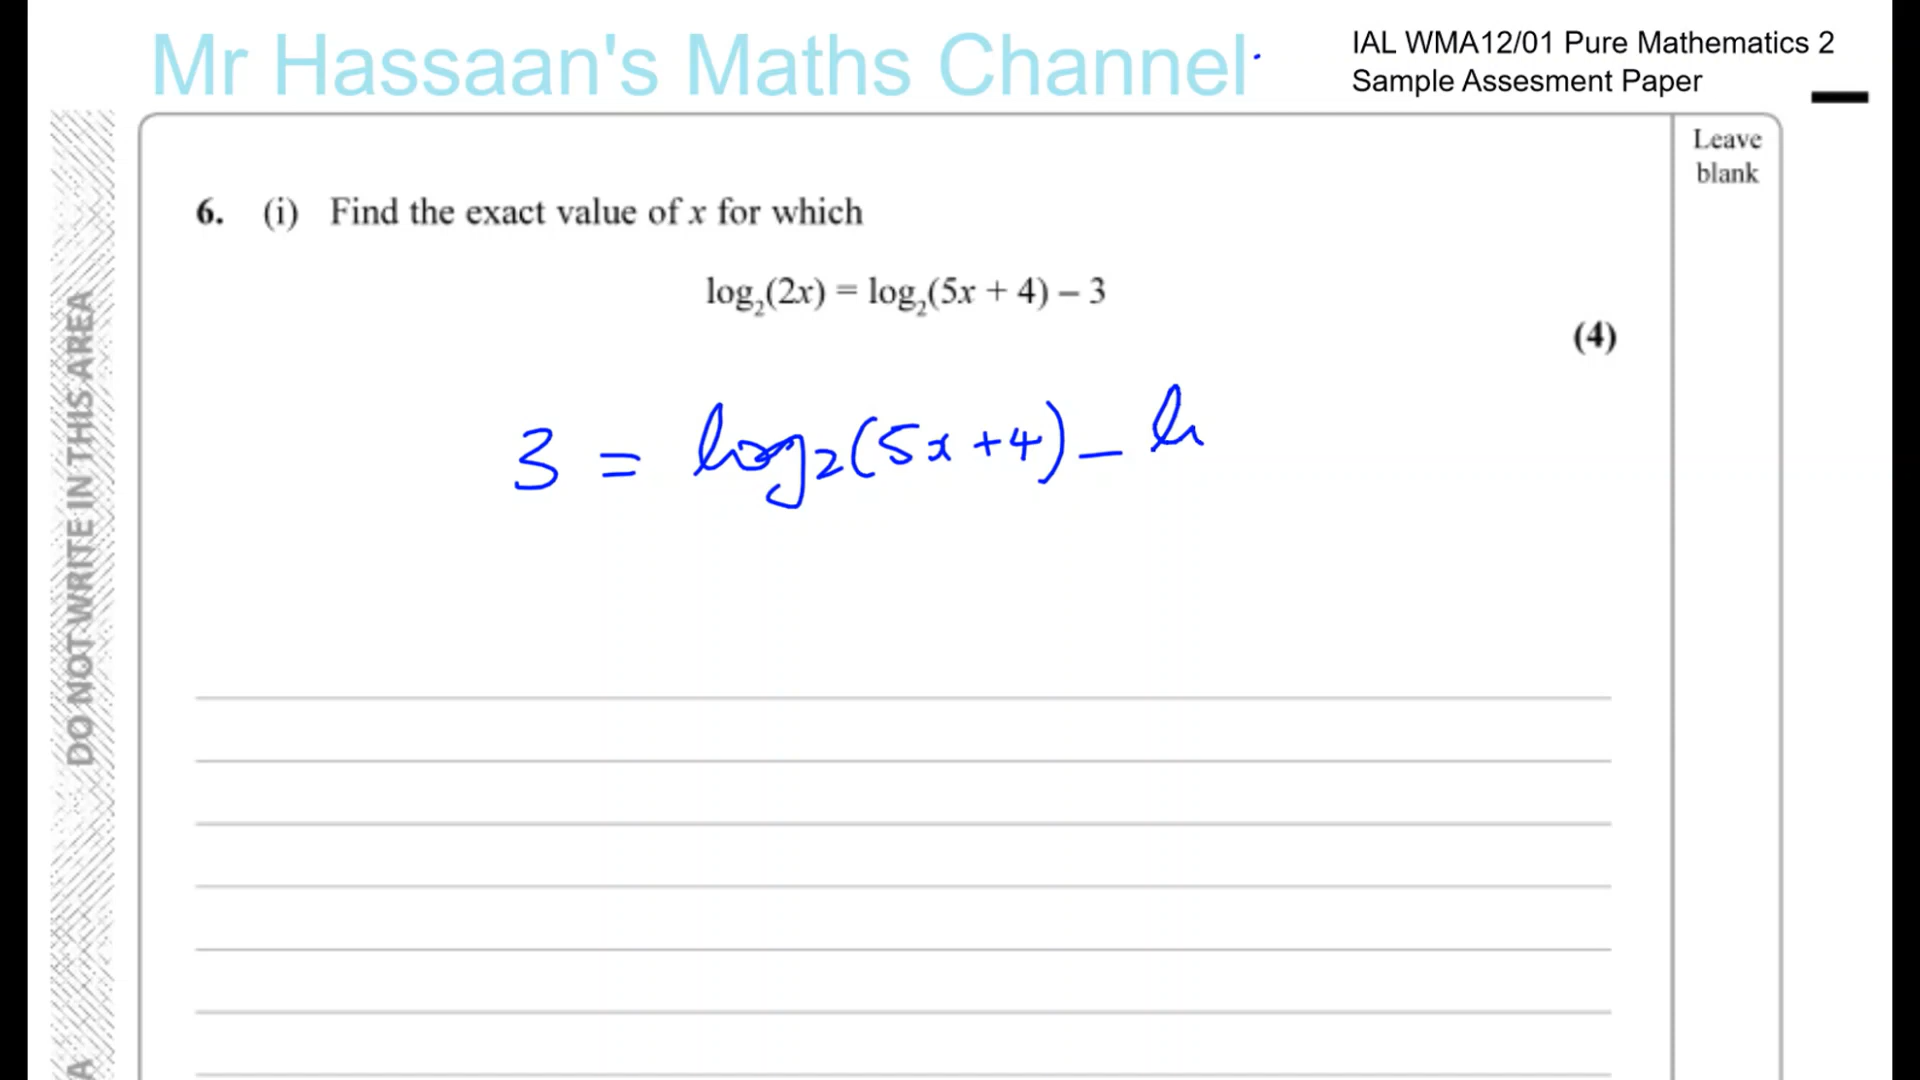 Mr Hassaan's Maths Channel
IAL WMA12/01 Pure Mathematics 2
Sample Assesment Paper
Leave
blank
6. (i) Find the exact value of x for which
log₂(2x) = log₂(5x + 4) – 3
(4)
3 = log₂(5x+4) – lo
DO NOT WRITE IN THIS AREA
A